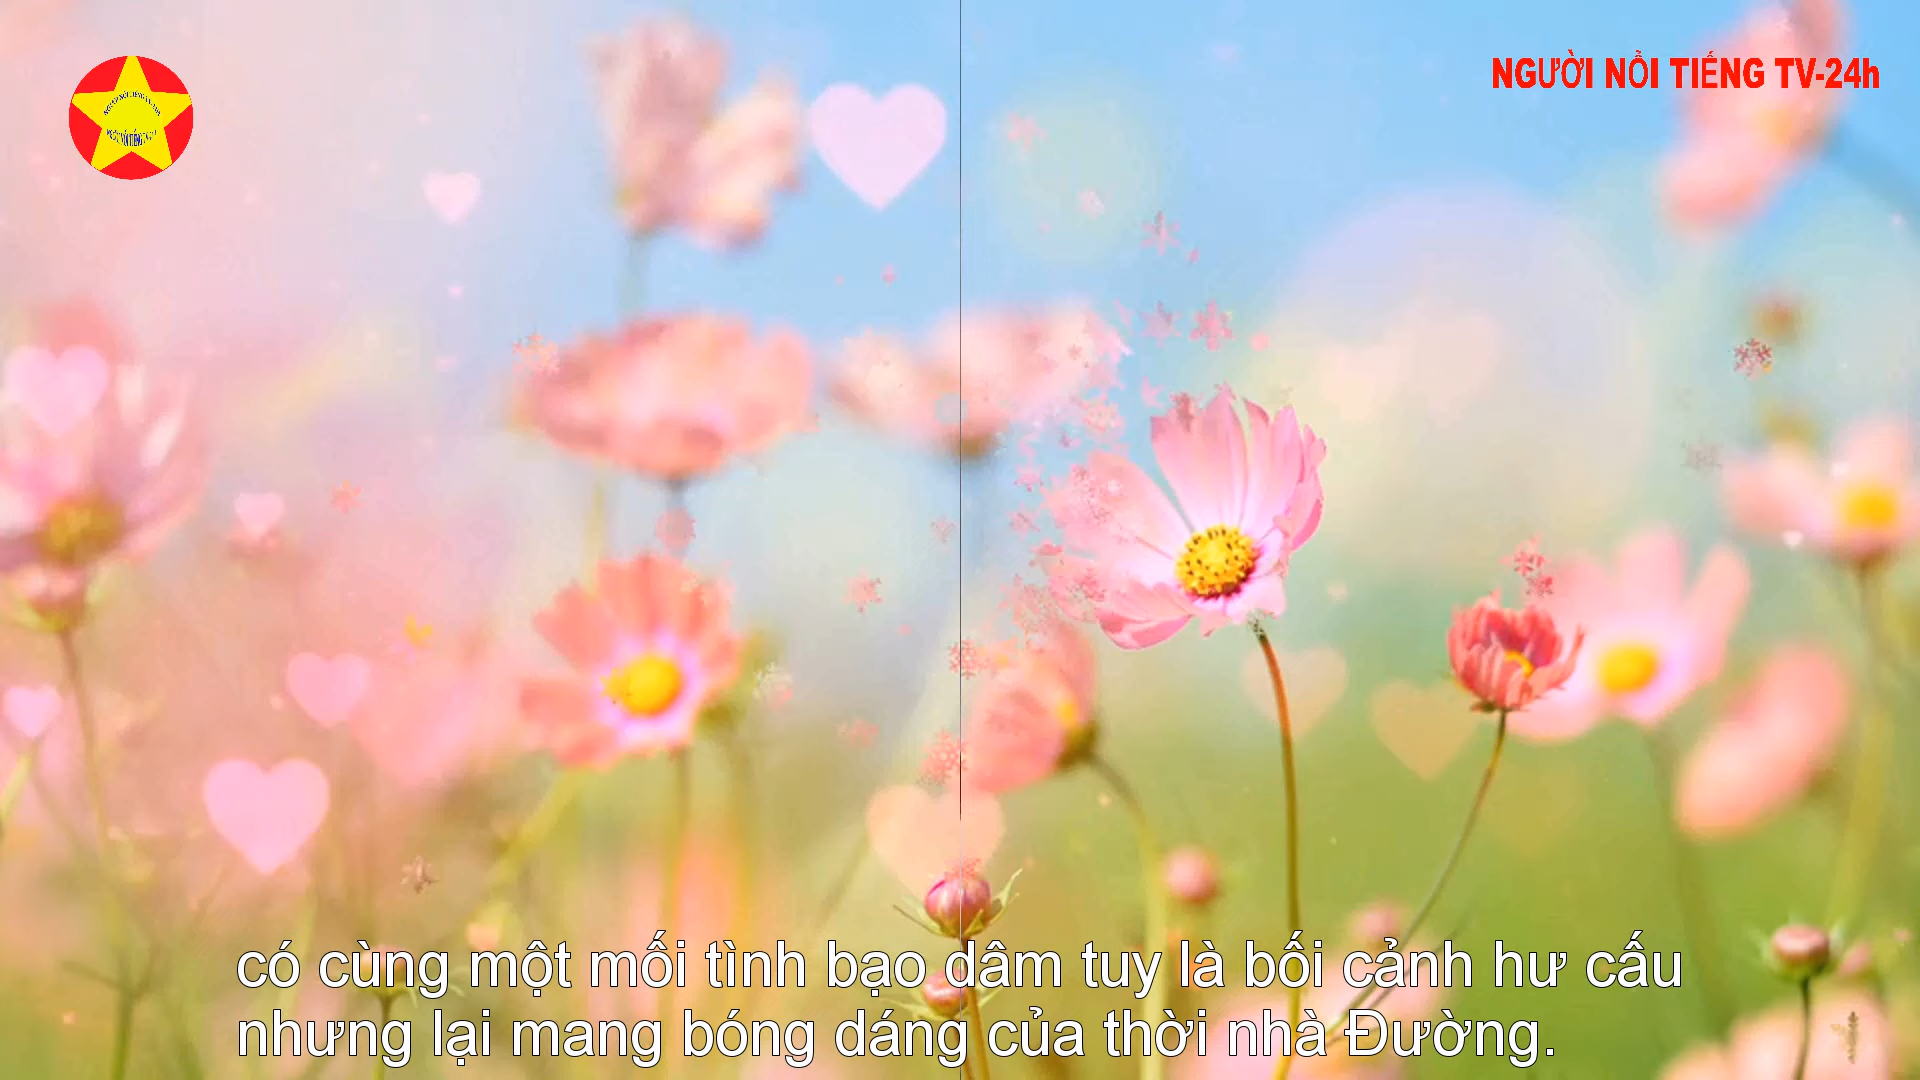 NGƯỜI NỔI TIẾNG TV-24h
có cùng một mối tình bạo dâm tuy là bối cảnh hư cấu
nhưng lại mang bóng dáng của thời nhà Đường.